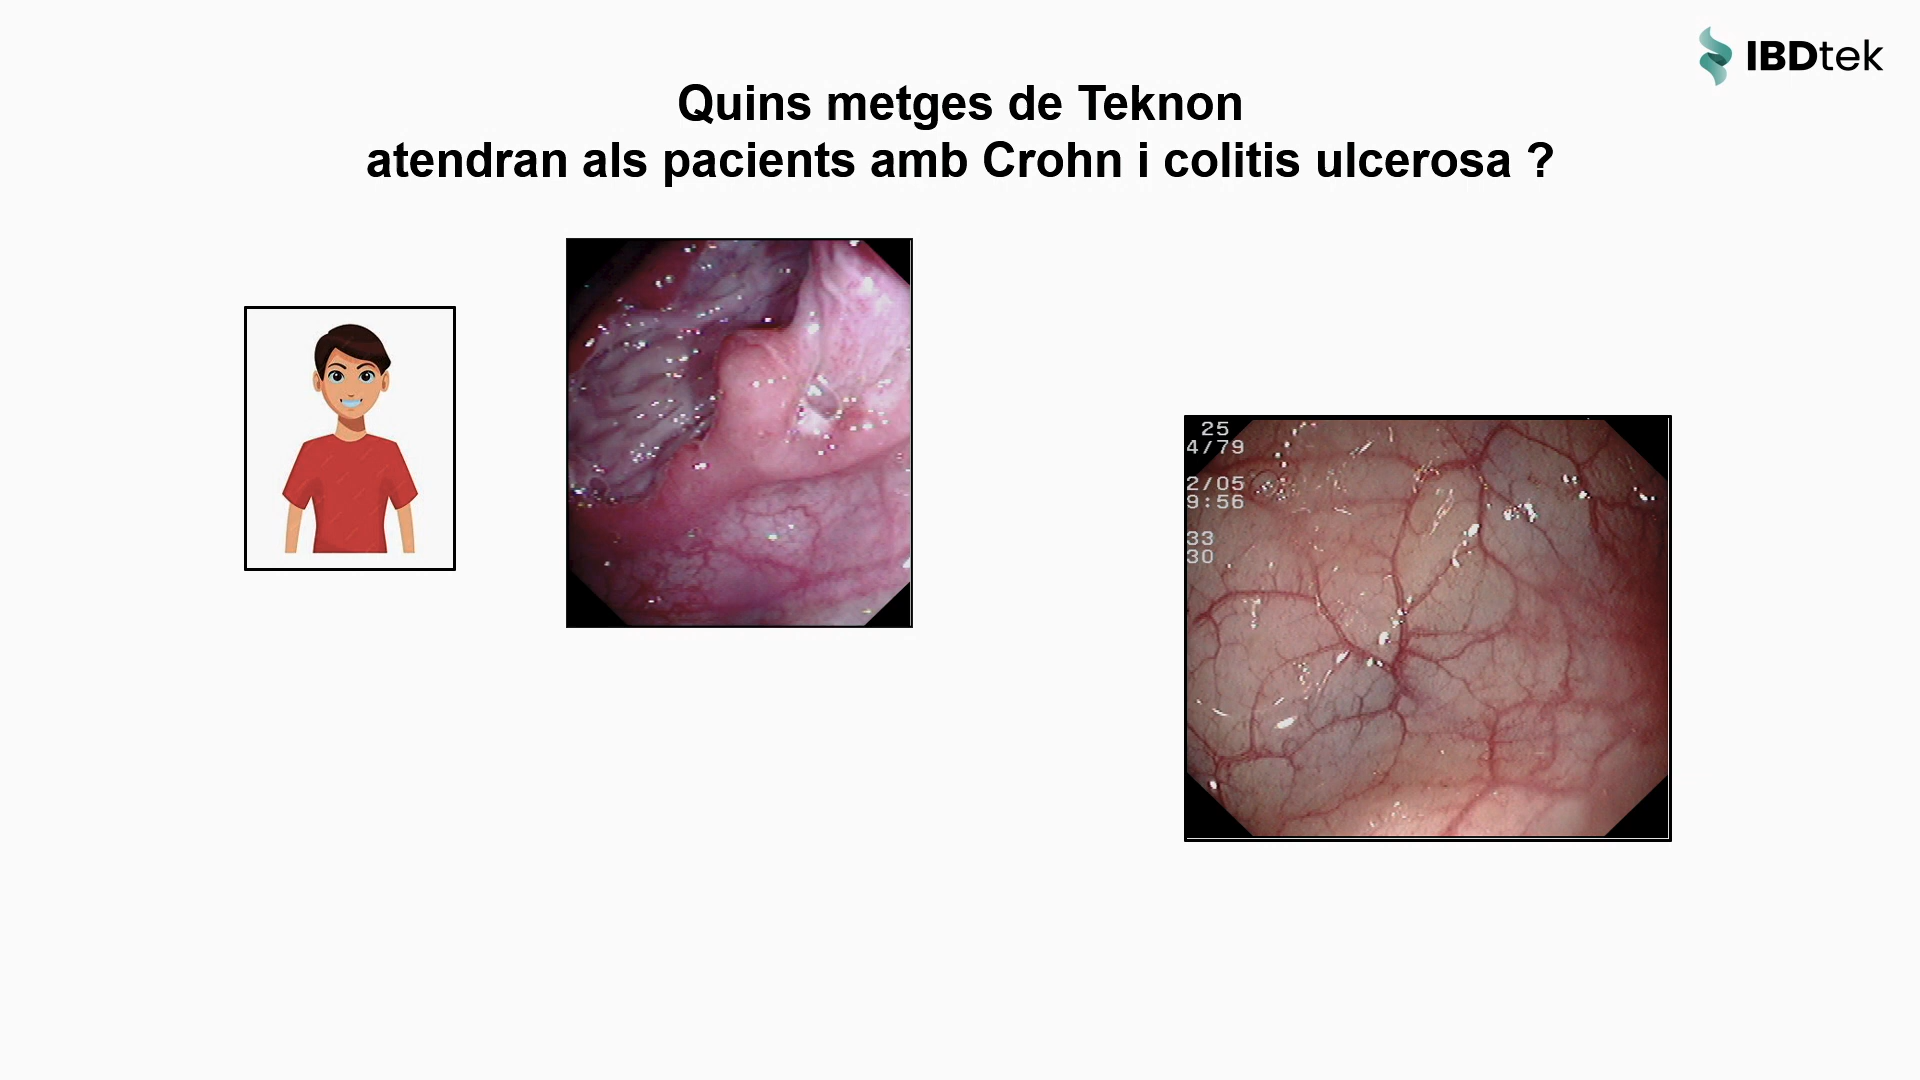 IBDtek
Quins metges de Teknon
atendran als pacients amb Crohn i colitis ulcerosa ?
25
4/79
2/05
9:56
33
30